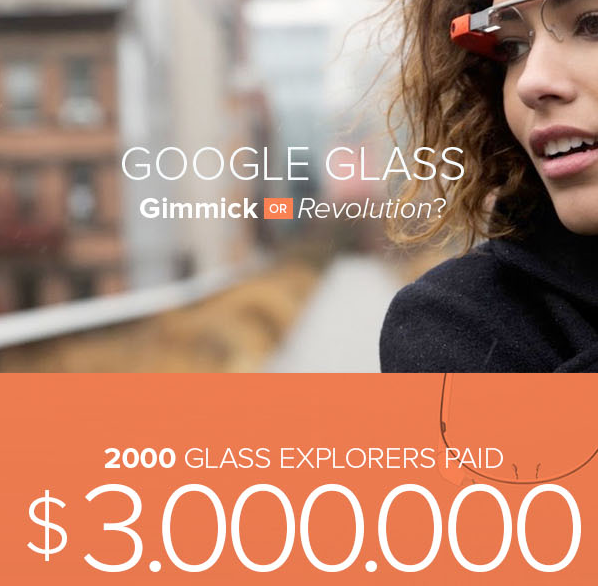 GOOGLE GLASS
Gimmick OR Revolution?
2000 GLASS EXPLORERS PAID
$3.000.000